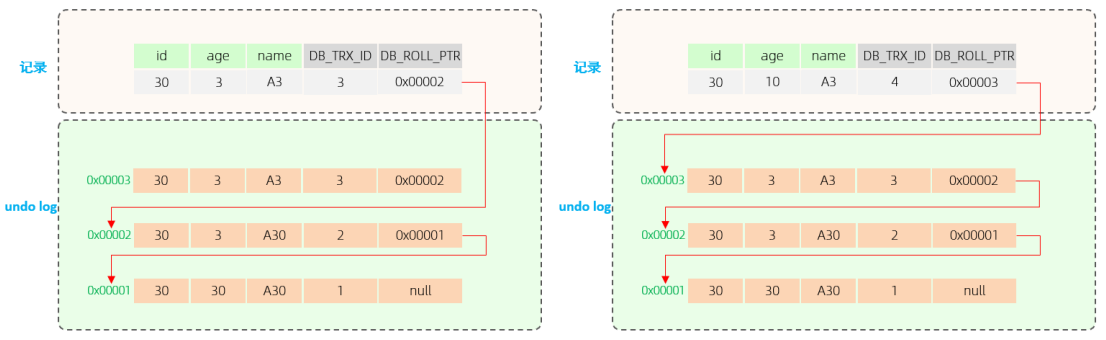 id age name DB_TRX_ID DB_ROLL_PTR
记录
30 3 A3 3 0x00002
0x00003 30 3 A3 3 0x00002
undo log
0x00002 30 3 A30 2 0x00001
0x00001 30 30 A30 1 null
id age name DB_TRX_ID DB_ROLL_PTR
记录
30 10 A3 4 0x00003
0x00003 30 3 A3 3 0x00002
undo log
0x00002 30 3 A30 2 0x00001
0x00001 30 30 A30 1 null